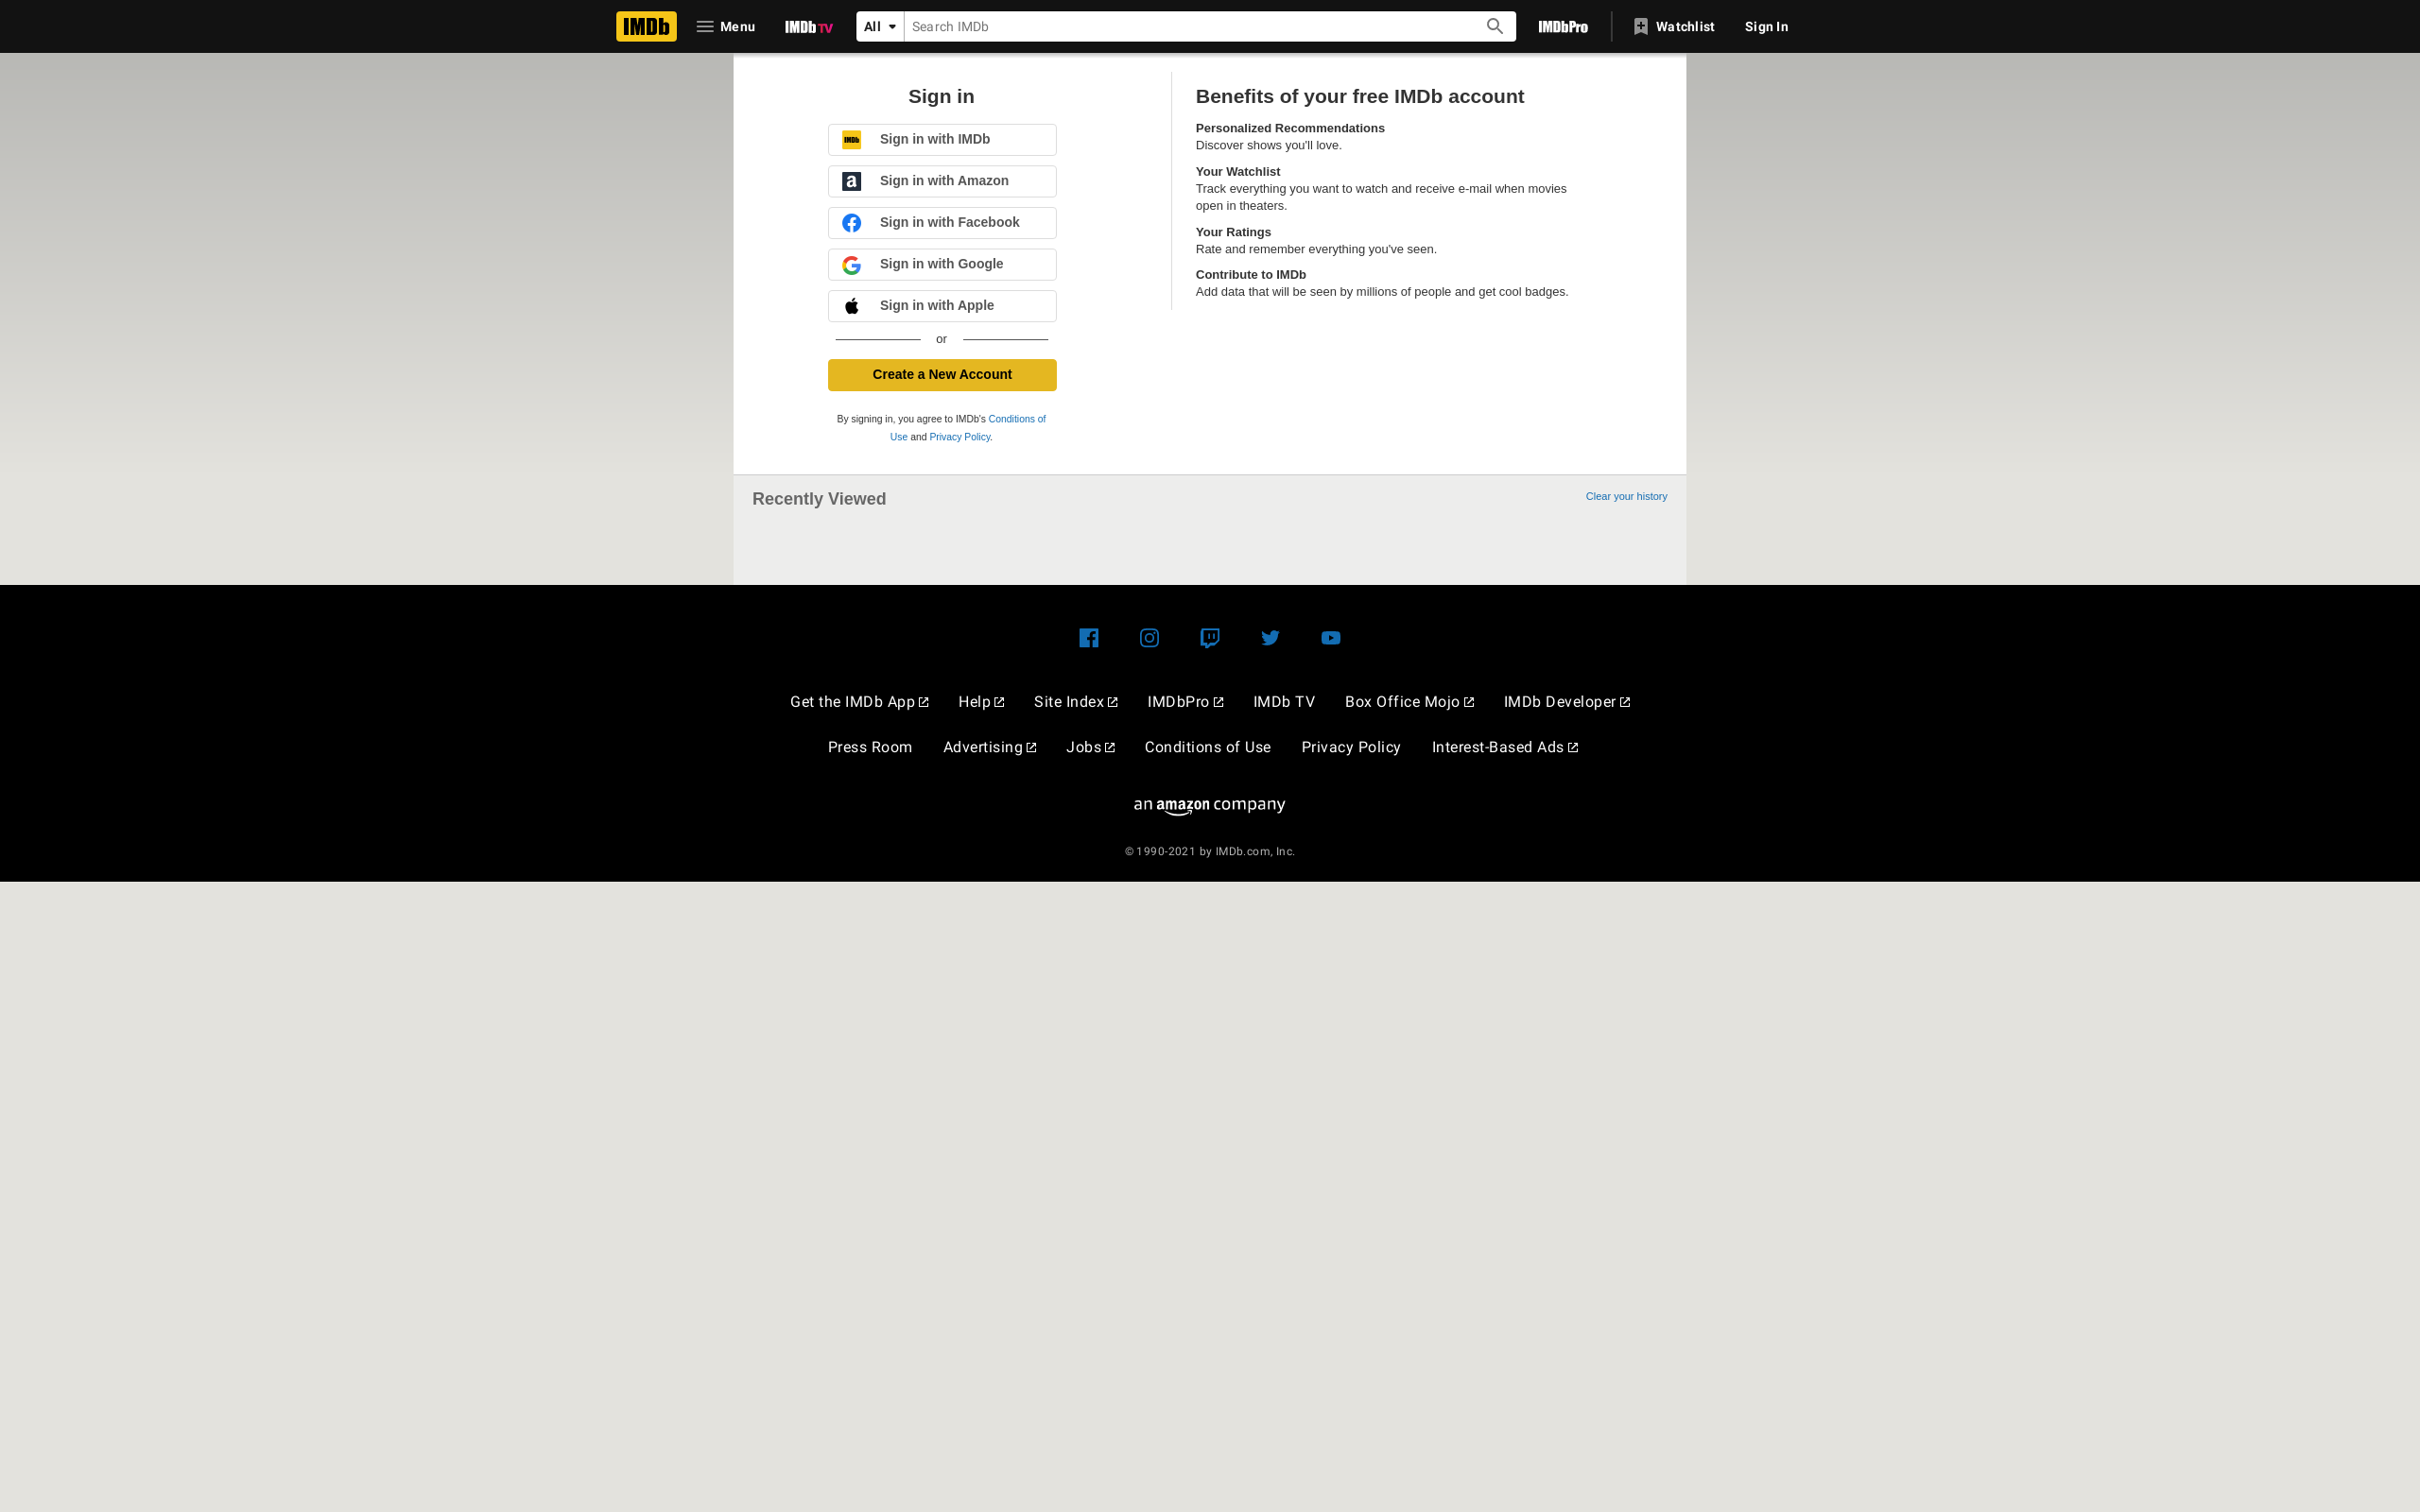 IMDb Menu IMDb TV All Search IMDb IMDbPro Watchlist Sign In
Sign in
IMDb Sign in with IMDb
a Sign in with Amazon
Sign in with Facebook
Sign in with Google
Sign in with Apple
or
Create a New Account
By signing in, you agree to IMDb's Conditions of
Use and Privacy Policy.
Benefits of your free IMDb account
Personalized Recommendations
Discover shows you'll love.
Your Watchlist
Track everything you want to watch and receive e-mail when movies
open in theaters.
Your Ratings
Rate and remember everything you've seen.
Contribute to IMDb
Add data that will be seen by millions of people and get cool badges.
Recently Viewed Clear your history
Get the IMDb App Help Site Index IMDbPro IMDb TV Box Office Mojo IMDb Developer
Press Room Advertising Jobs Conditions of Use Privacy Policy Interest-Based Ads
an amazon company
© 1990-2021 by IMDb.com, Inc.